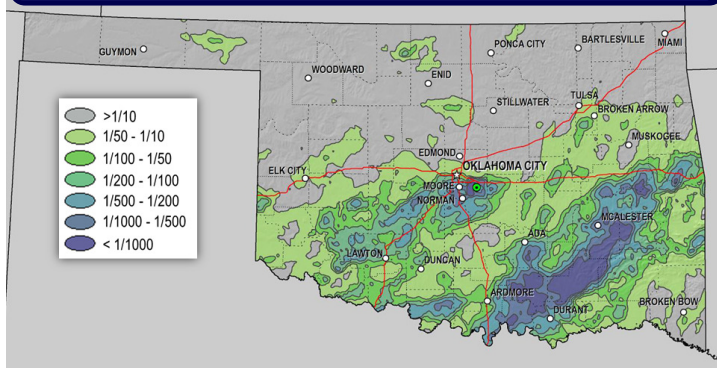 GUYMON
WOODWARD
ENID
PONCA CITY
BARTLESVILLE
MIAMI
STILLWATER
TULSA
BROKEN ARROW
MUSKOGEE
EDMOND
OKLAHOMA CITY
ELK CITY
MOORE
NORMAN
MCALESTER
ADA
LAWTON
DUNCAN
ARDMORE
DURANT
BROKEN BOW
>1/10
1/50 - 1/10
1/100 - 1/50
1/200 - 1/100
1/500 - 1/200
1/1000 - 1/500
< 1/1000